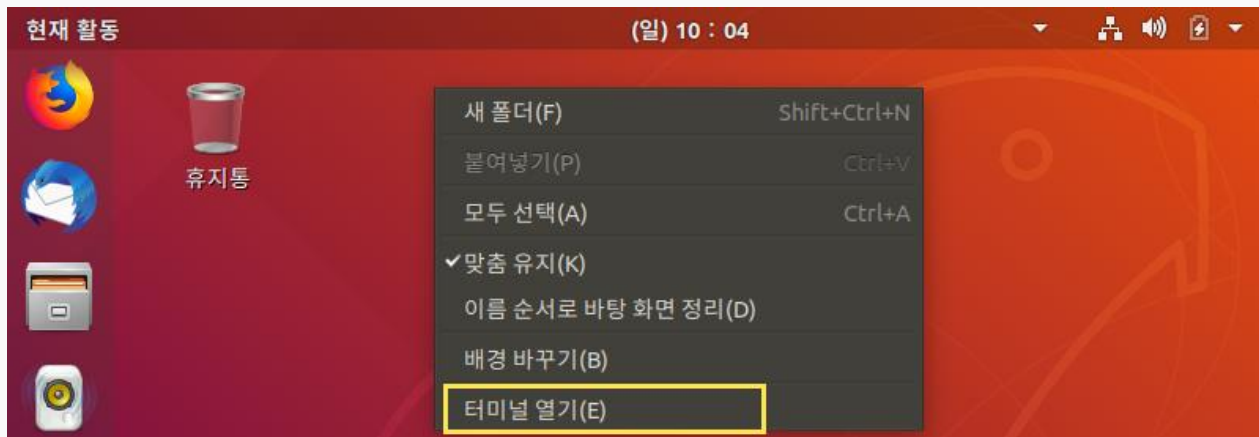 현재 활동
(일) 10 : 04
휴지통
새 폴더(F) Shift+Ctrl+N
붙여넣기(P) Ctrl+V
모두 선택(A) Ctrl+A
맞춤 유지(K)
이름 순서로 바탕 화면 정리(D)
배경 바꾸기(B)
터미널 열기(E)